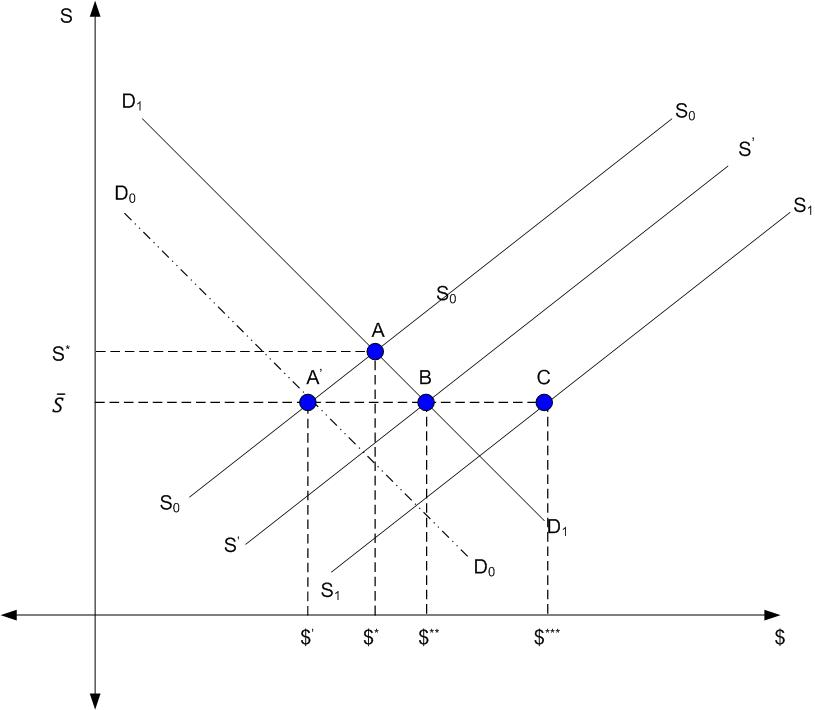 S
D₁
S₀
S’
D₀
S₁
S₀
A
S*
A’
B
C
S̅
S₀
D₁
S’
D₀
S₁
$’
$*
$**
$***
$